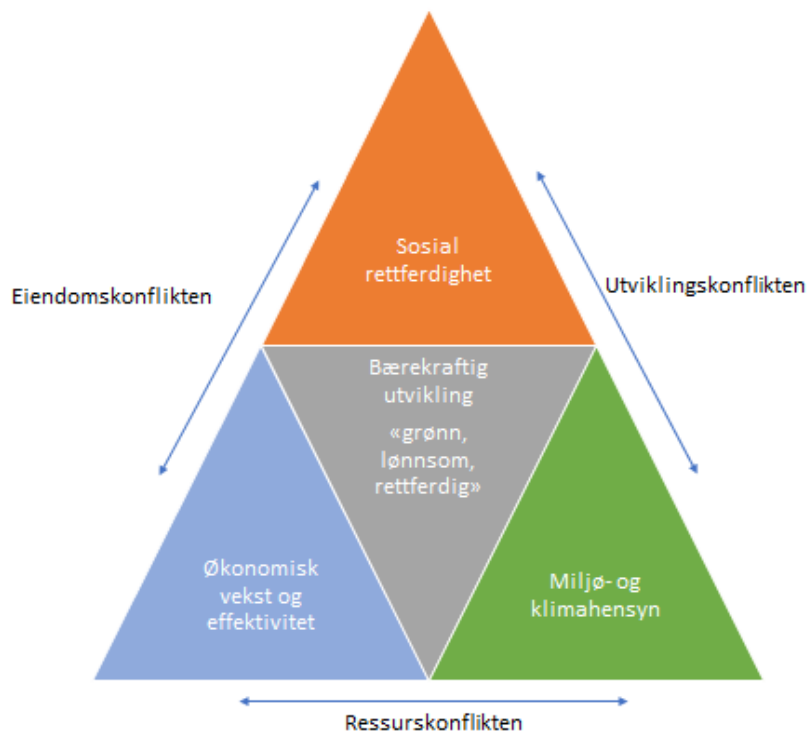 Sosial
rettferdighet
Eiendomskonflikten
Utviklingskonflikten
Bærekraftig
utvikling
«grønn,
lønnsom,
rettferdig»
Økonomisk
vekst og
effektivitet
Miljø- og
klimahensyn
Ressurskonflikten